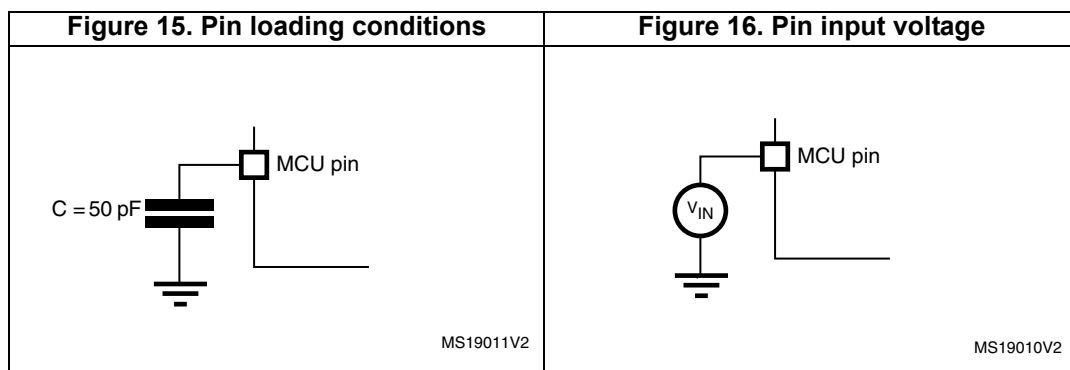 Figure 15. Pin loading conditions
Figure 16. Pin input voltage
MCU pin
C = 50 pF
MS19011V2
MCU pin
VIN
MS19010V2